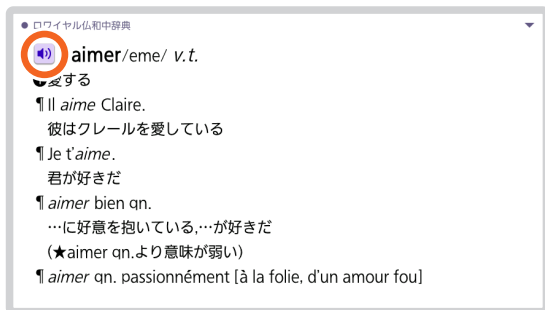 ● ロワイヤル仏和中辞典
aimer/eme/ v.t.
❶愛する
¶ Il aime Claire.
彼はクレールを愛している
¶ Je t'aime.
君が好きだ
¶ aimer bien qn.
…に好意を抱いている,…が好きだ
(★aimer qn.より意味が弱い)
¶ aimer qn. passionnément [à la folie, d'un amour fou]